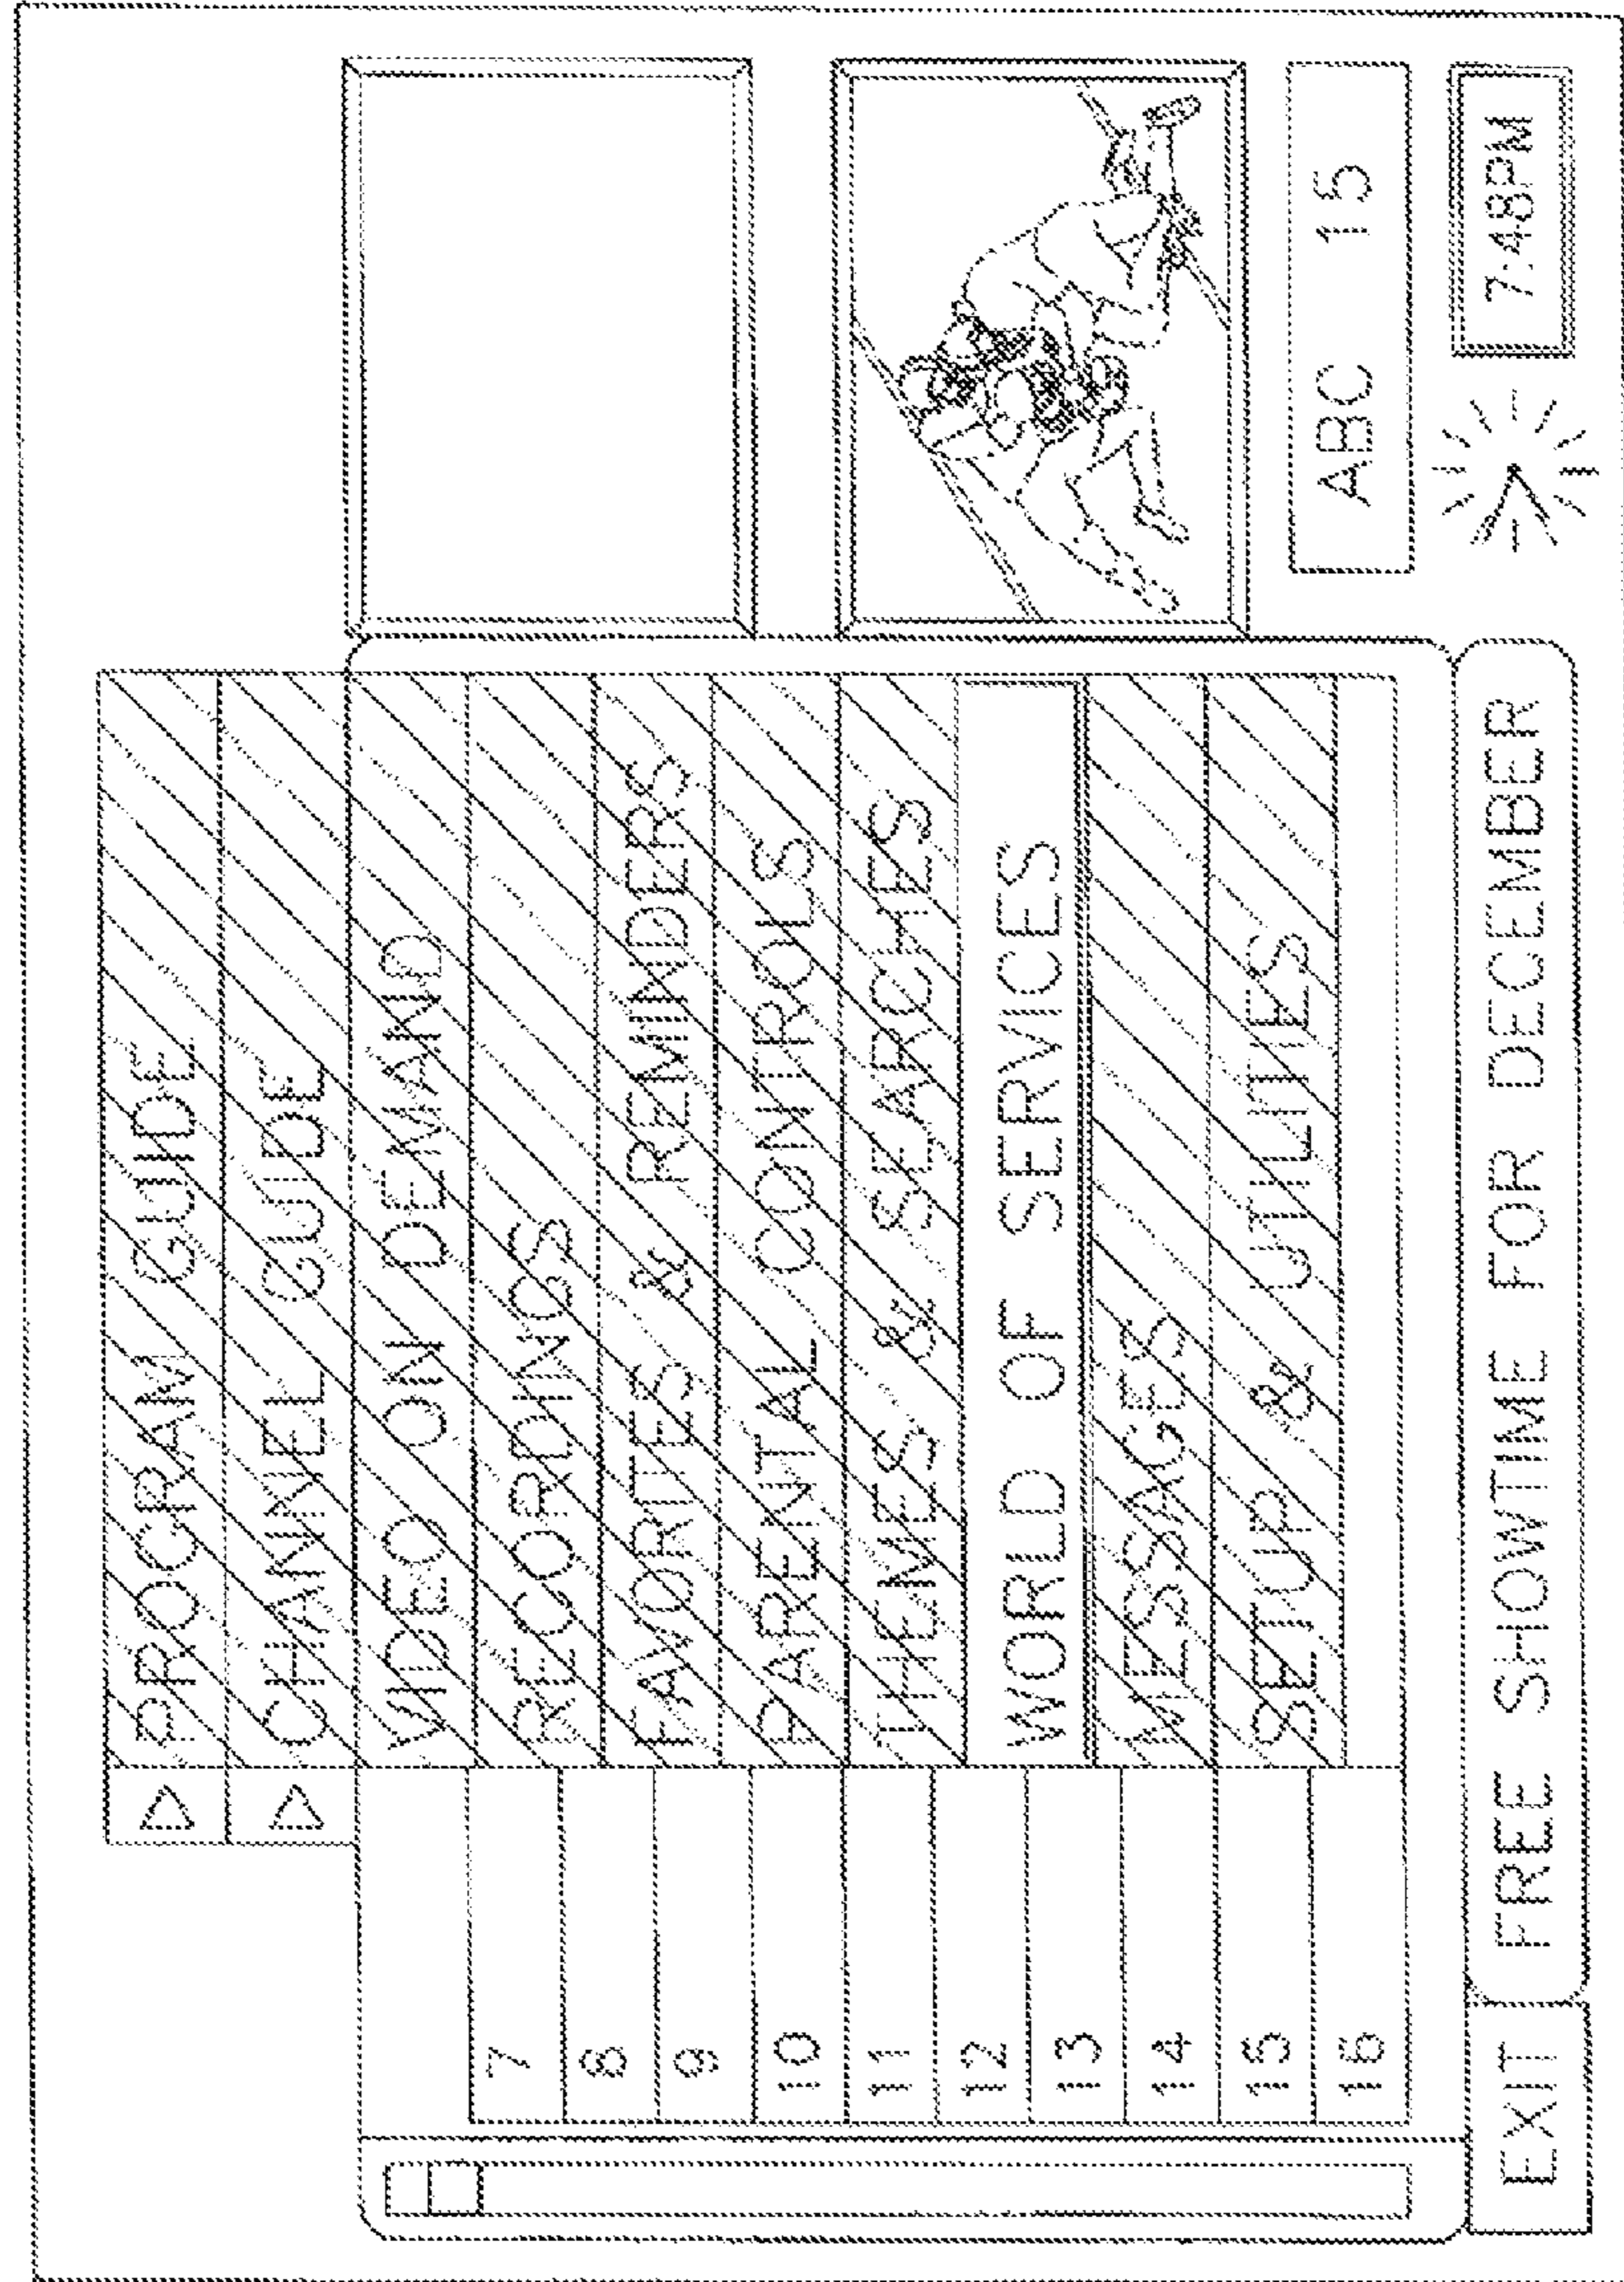 PROGRAM GUIDE
CHANNEL GUIDE
VIDEO ON DEMAND
RECORDINGS
FAVORITES & REMINDERS
PARENTAL CONTROLS
THEMES & SEARCHES
WORLD OF SERVICES
MESSAGES
SETUP & UTILITIES
7
8
9
10
11
12
13
14
15
16
ABC 15
EXIT FREE SHOWTIME FOR DECEMBER
7:48PM